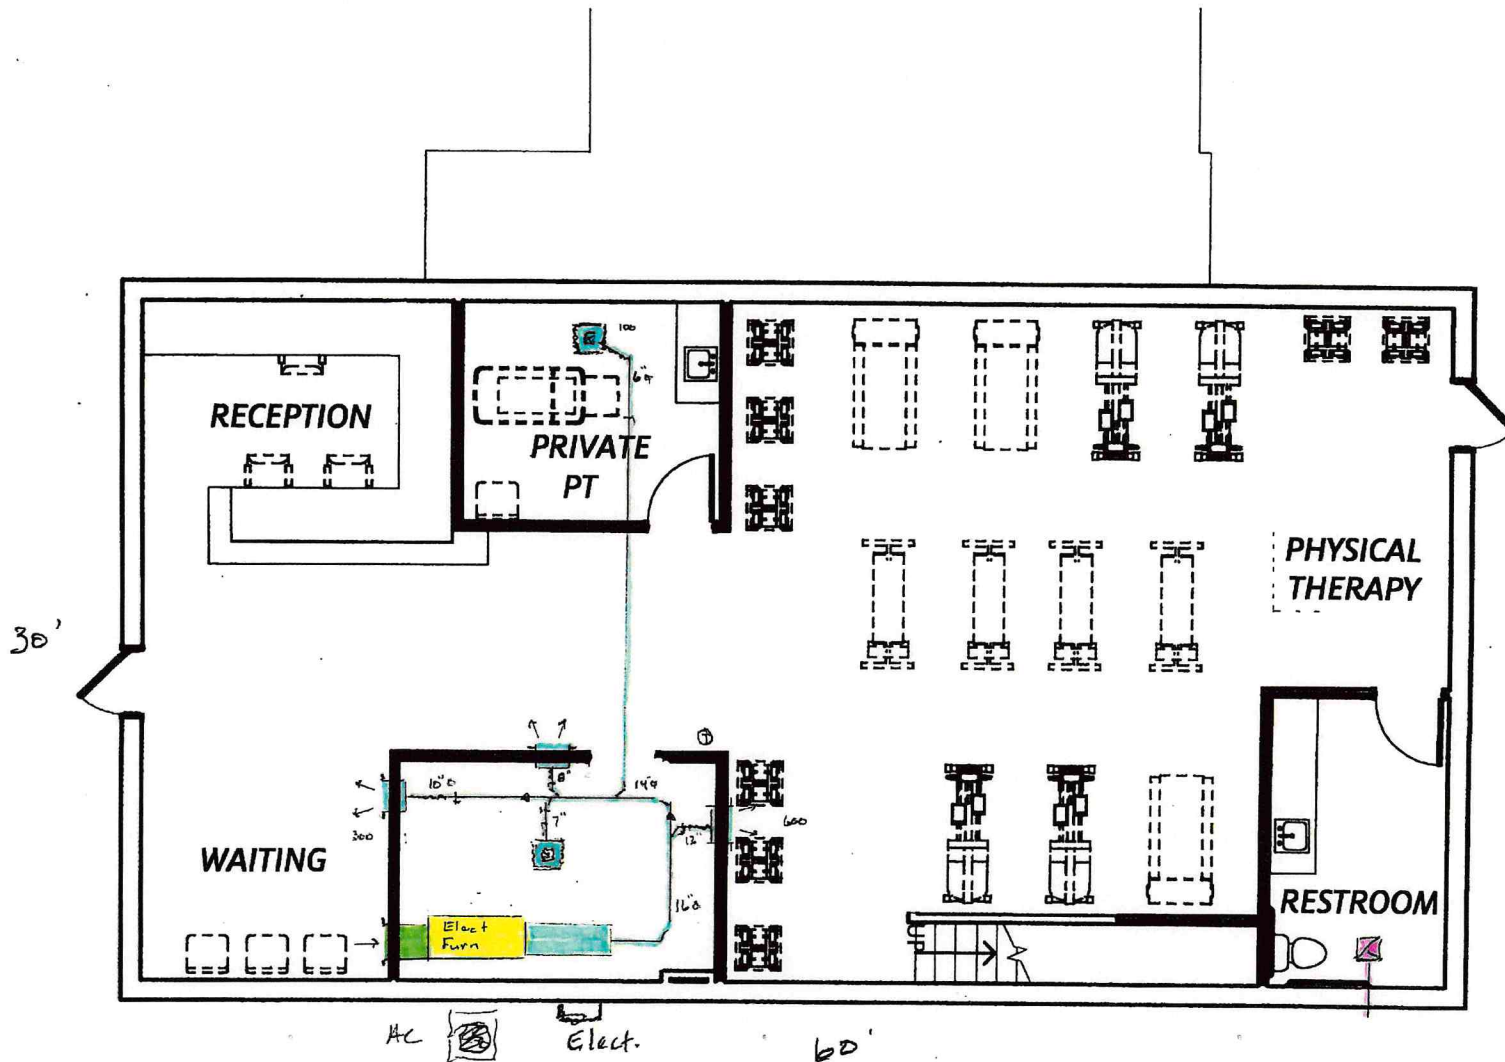 100
6"ø
RECEPTION
PRIVATE
PT
PHYSICAL
THERAPY
30'
T
8"
10"ø
14"ø
7"
12"
300
600
WAITING
16"ø
Elect
Furn
RESTROOM
AC
Elect.
60'